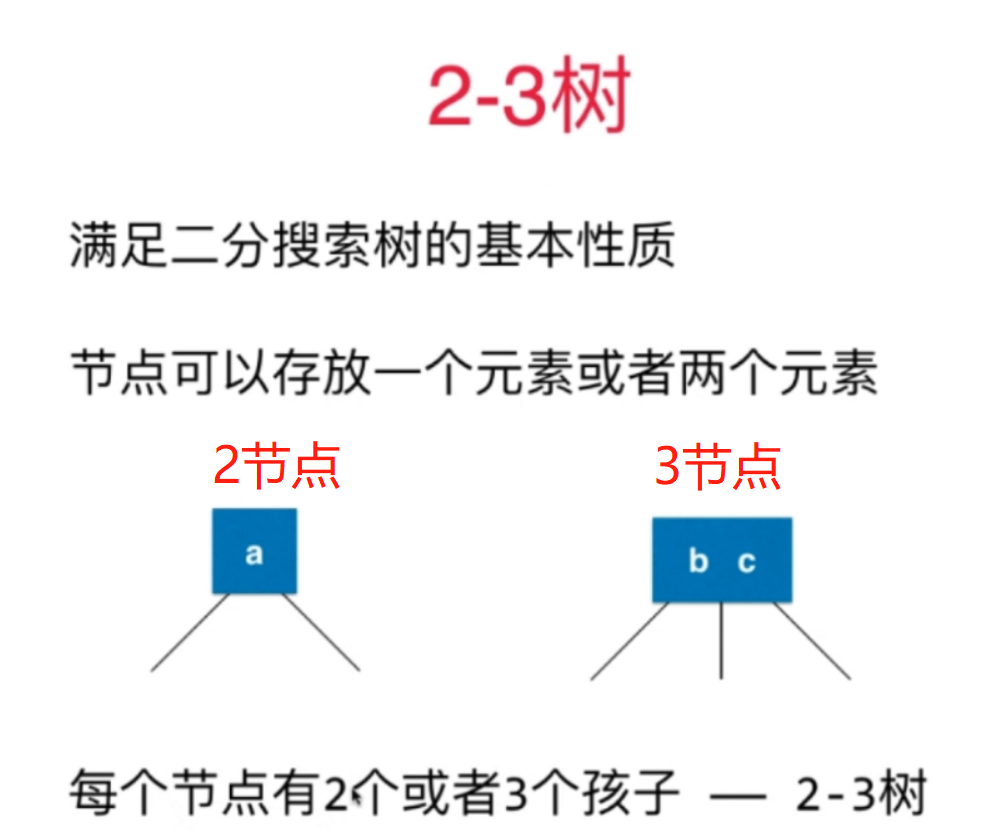 2-3树
满足二分搜索树的基本性质
节点可以存放一个元素或者两个元素
2节点 3节点
a b c
每个节点有2个或者3个孩子 — 2-3树